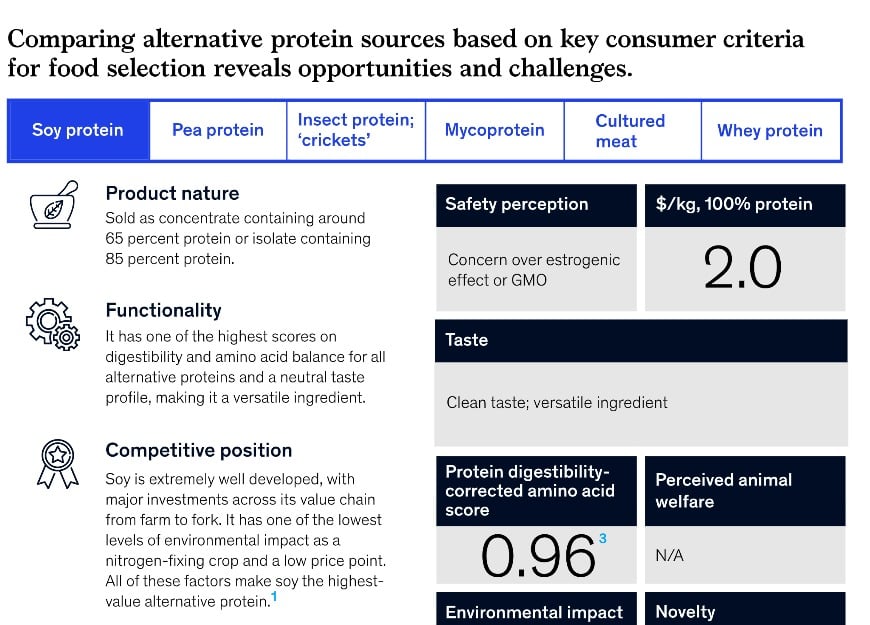 Comparing alternative protein sources based on key consumer criteria
for food selection reveals opportunities and challenges.
Soy protein
Pea protein
Insect protein;
‘crickets’
Mycoprotein
Cultured
meat
Whey protein
Product nature
Sold as concentrate containing around
65 percent protein or isolate containing
85 percent protein.
Functionality
It has one of the highest scores on
digestibility and amino acid balance for all
alternative proteins and a neutral taste
profile, making it a versatile ingredient.
Competitive position
Soy is extremely well developed, with
major investments across its value chain
from farm to fork. It has one of the lowest
levels of environmental impact as a
nitrogen-fixing crop and a low price point.
All of these factors make soy the highest-
value alternative protein.1
Safety perception
Concern over estrogenic
effect or GMO
$/kg, 100% protein
2.0
Taste
Clean taste; versatile ingredient
Protein digestibility-
corrected amino acid
score
0.963
Perceived animal
welfare
N/A
Environmental impact
Novelty